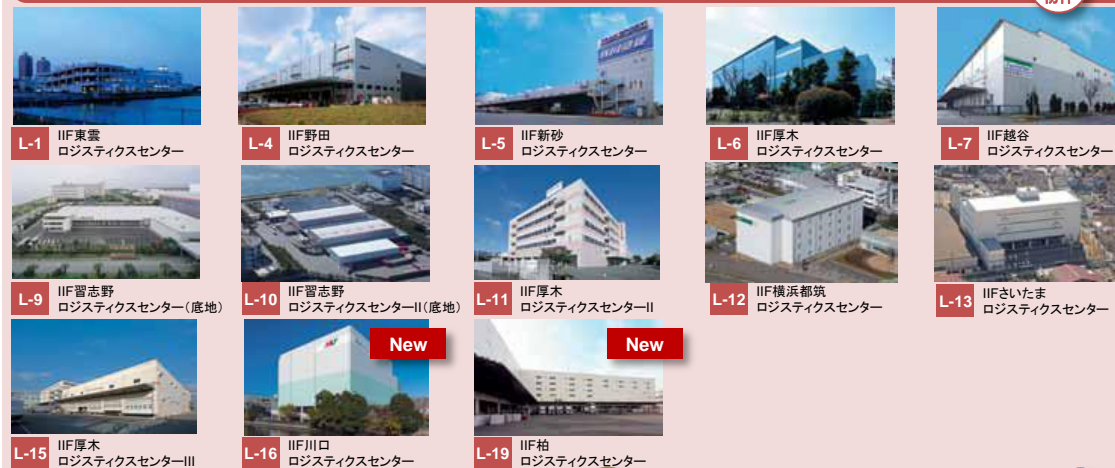 物件
L-1 IIF東雲
ロジスティクスセンター
L-4 IIF野田
ロジスティクスセンター
L-5 IIF新砂
ロジスティクスセンター
L-6 IIF厚木
ロジスティクスセンター
L-7 IIF越谷
ロジスティクスセンター
L-9 IIF習志野
ロジスティクスセンター(底地)
L-10 IIF習志野
ロジスティクスセンターII(底地)
L-11 IIF厚木
ロジスティクスセンターII
L-12 IIF横浜都筑
ロジスティクスセンター
L-13 IIFさいたま
ロジスティクスセンター
New
New
L-15 IIF厚木
ロジスティクスセンターIII
L-16 IIF川口
ロジスティクスセンター
L-19 IIF柏
ロジスティクスセンター